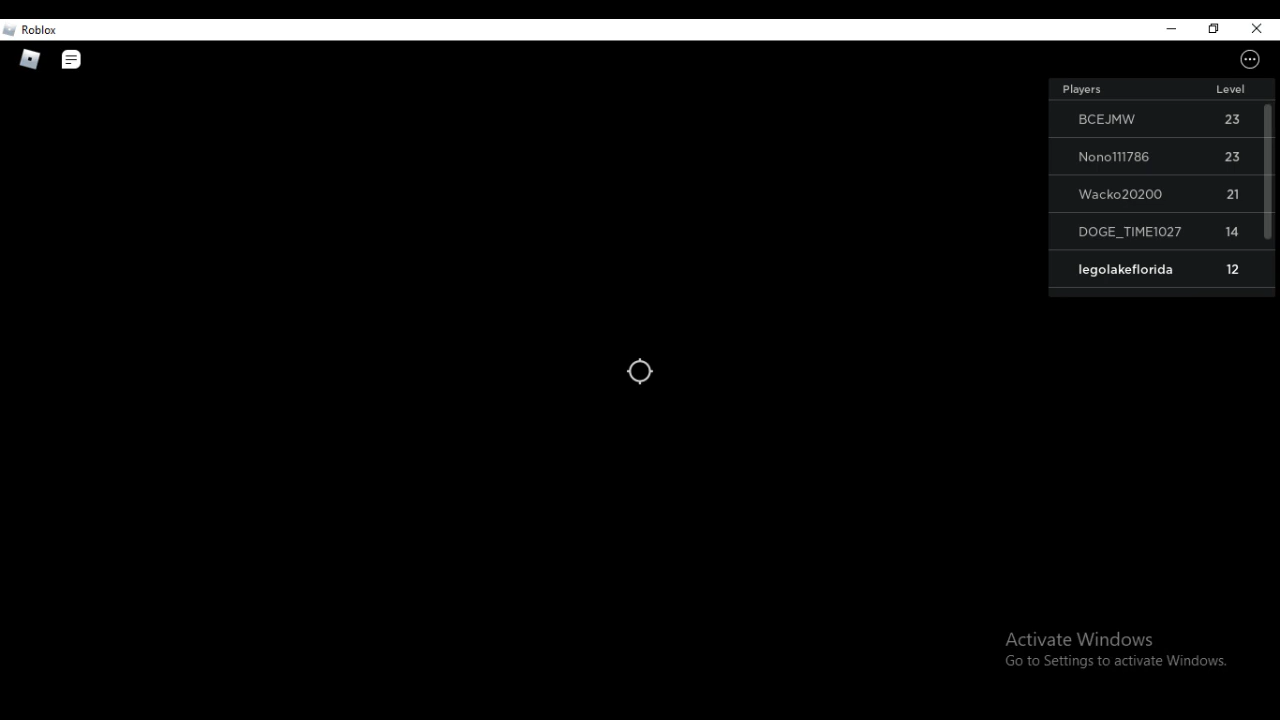 Roblox
Players Level
BCEJMW 23
Nono111786 23
Wacko20200 21
DOGE_TIME1027 14
legolakeflorida 12
Activate Windows
Go to Settings to activate Windows.